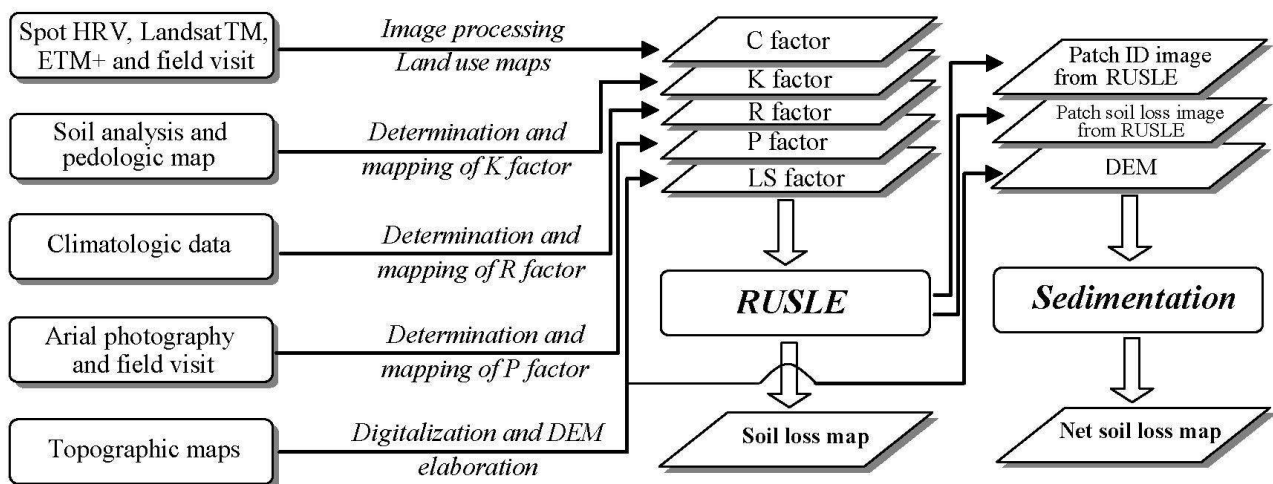 Spot HRV, Landsat TM,
ETM+ and field visit
Image processing
Land use maps
Soil analysis and
pedologic map
Determination and
mapping of K factor
Climatologic data
Determination and
mapping of R factor
Arial photography
and field visit
Determination and
mapping of P factor
Topographic maps
Digitalization and DEM
elaboration
C factor
K factor
R factor
P factor
LS factor
RUSLE
Soil loss map
Patch ID image
from RUSLE
Patch soil loss image
from RUSLE
DEM
Sedimentation
Net soil loss map